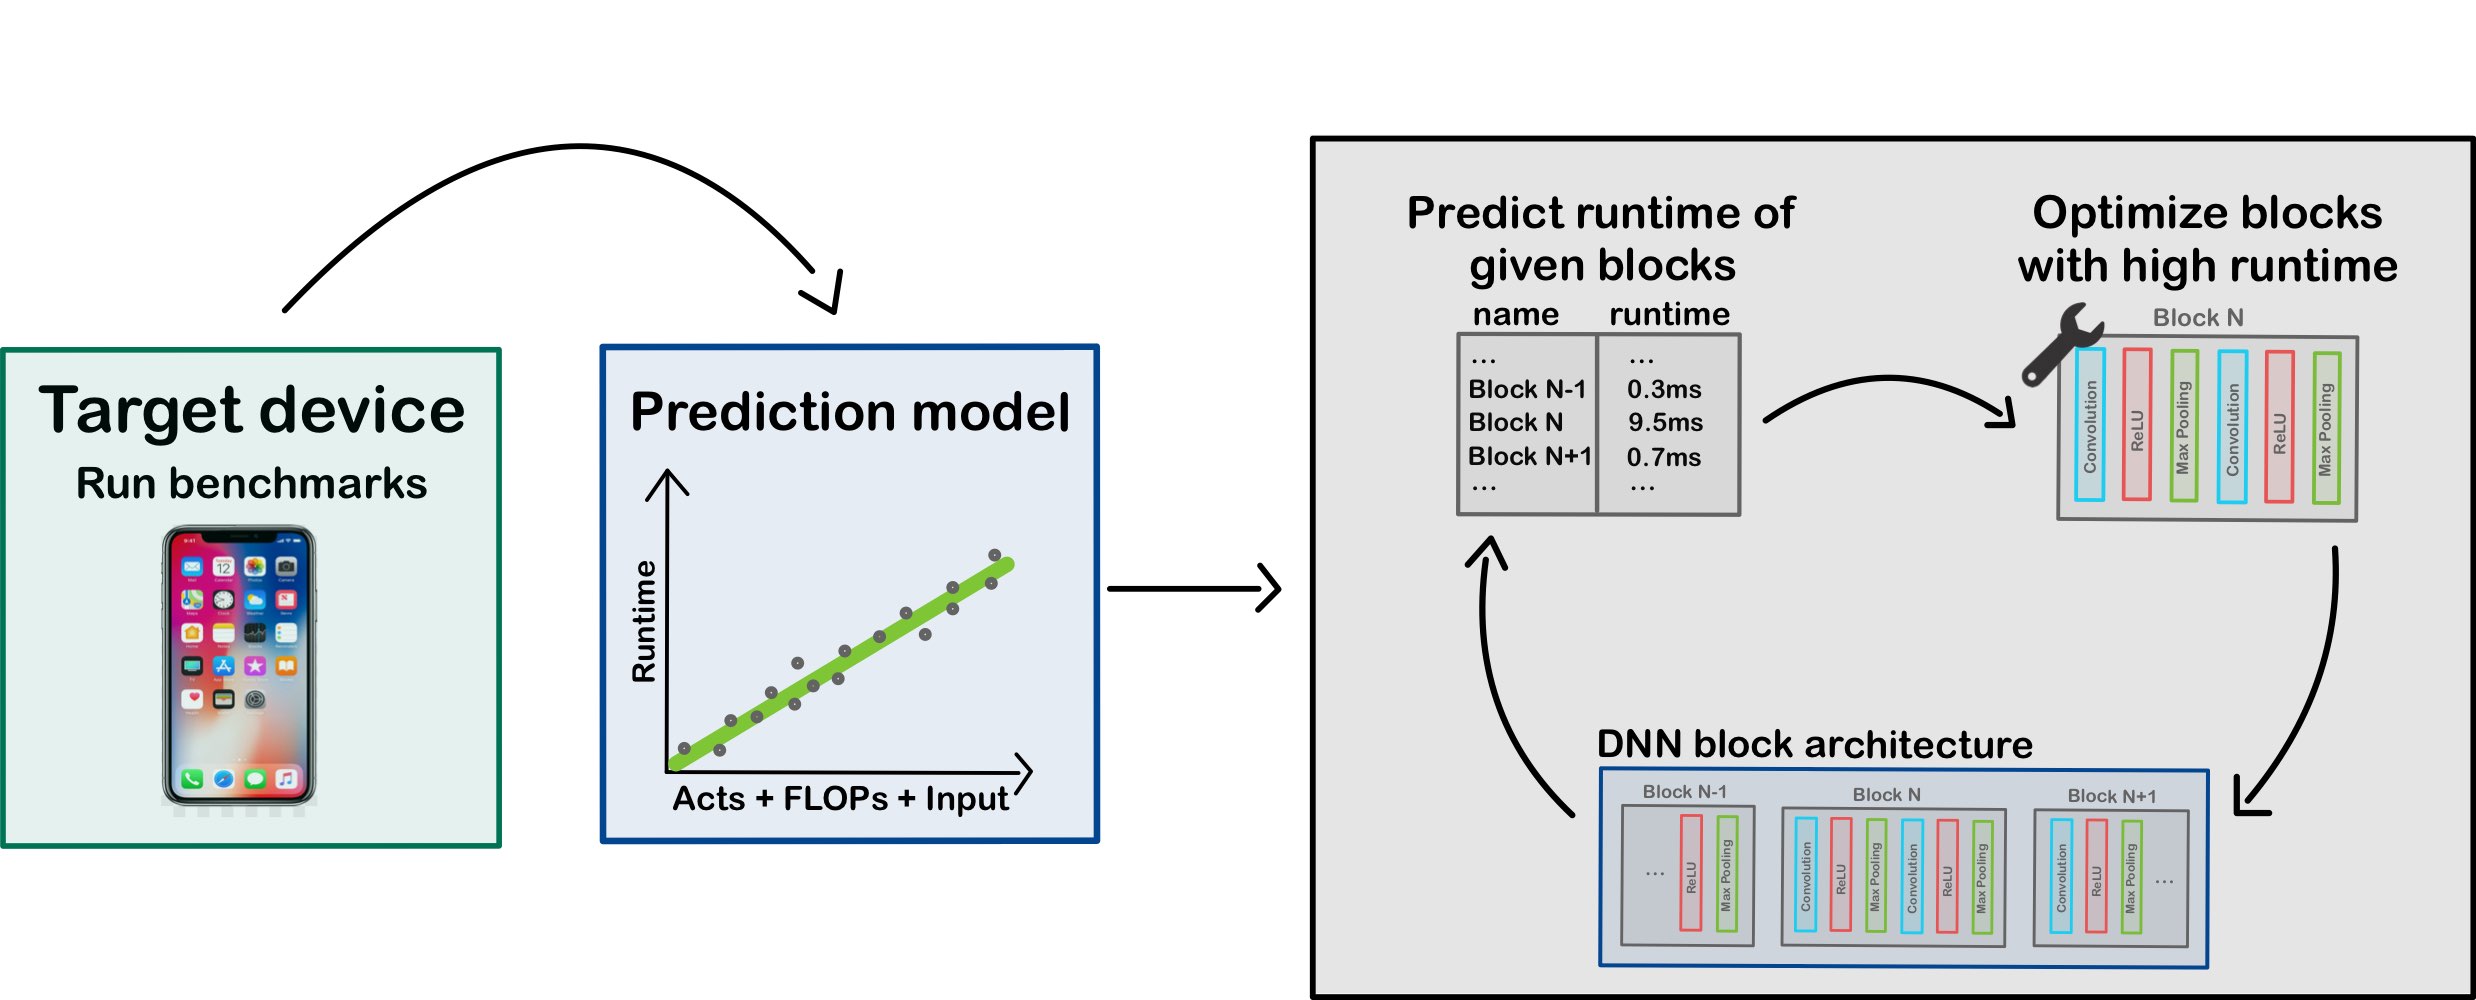 Target device
Run benchmarks
9:41
12
Prediction model
Runtime
Acts + FLOPs + Input
Predict runtime of
given blocks
name runtime
... ...
Block N-1 0.3ms
Block N 9.5ms
Block N+1 0.7ms
... ...
Optimize blocks
with high runtime
Block N
Convolution
ReLU
Max Pooling
Convolution
ReLU
Max Pooling
DNN block architecture
Block N-1
...
ReLU
Max Pooling
Block N
Convolution
ReLU
Max Pooling
Convolution
ReLU
Max Pooling
Block N+1
Convolution
ReLU
Max Pooling
...